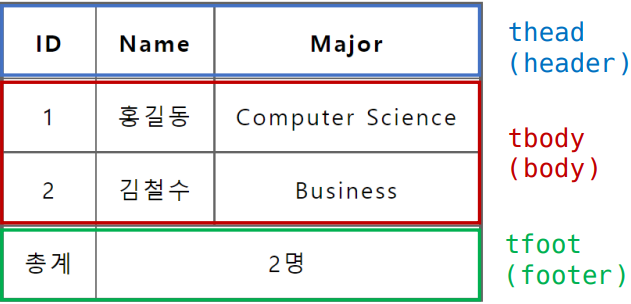 ID Name Major
thead
(header)
1 홍길동 Computer Science
2 김철수 Business
tbody
(body)
총계 2명
tfoot
(footer)